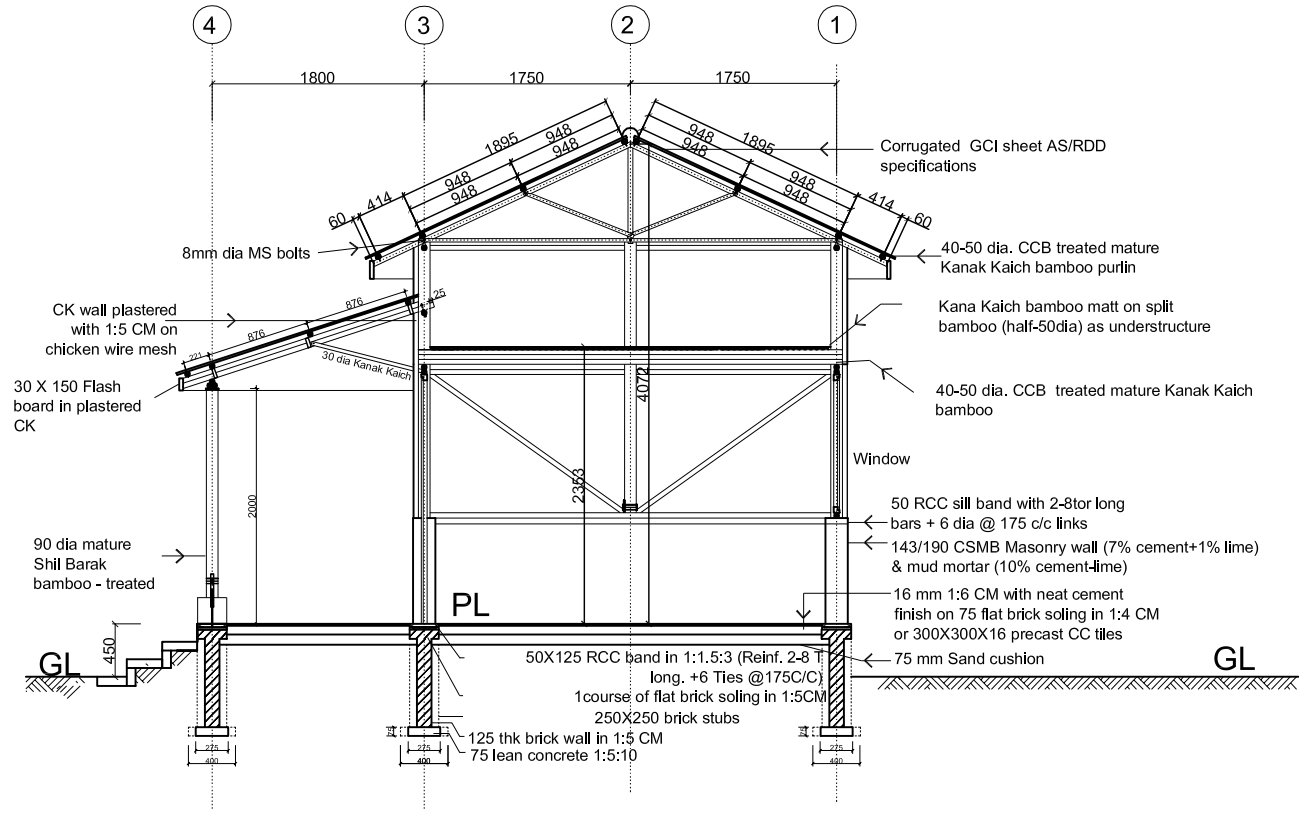 4
3
2
1
1800
1750
1750
1895
948
948
948
948
414
60
948
1895
948
948
948
414
60
Corrugated GCI sheet AS/RDD
specifications
8mm dia MS bolts
40-50 dia. CCB treated mature
Kanak Kaich bamboo purlin
25
876
876
221
CK wall plastered
with 1:5 CM on
chicken wire mesh
Kana Kaich bamboo matt on split
bamboo (half-50dia) as understructure
30 dia Kanak Kaich
30 X 150 Flash
board in plastered
CK
4072
40-50 dia. CCB treated mature Kanak Kaich
bamboo
Window
2353
2000
50 RCC sill band with 2-8tor long
bars + 6 dia @ 175 c/c links
90 dia mature
Shil Barak
bamboo - treated
143/190 CSMB Masonry wall (7% cement+1% lime)
& mud mortar (10% cement-lime)
PL
16 mm 1:6 CM with neat cement
finish on 75 flat brick soling in 1:4 CM
or 300X300X16 precast CC tiles
450
GL
75 mm Sand cushion
GL
50X125 RCC band in 1:1.5:3 (Reinf. 2-8 T
long. +6 Ties @175C/C)
1course of flat brick soling in 1:5CM
250X250 brick stubs
125 thk brick wall in 1:5 CM
75 lean concrete 1:5:10
75
275
400
75
275
400
75
275
400